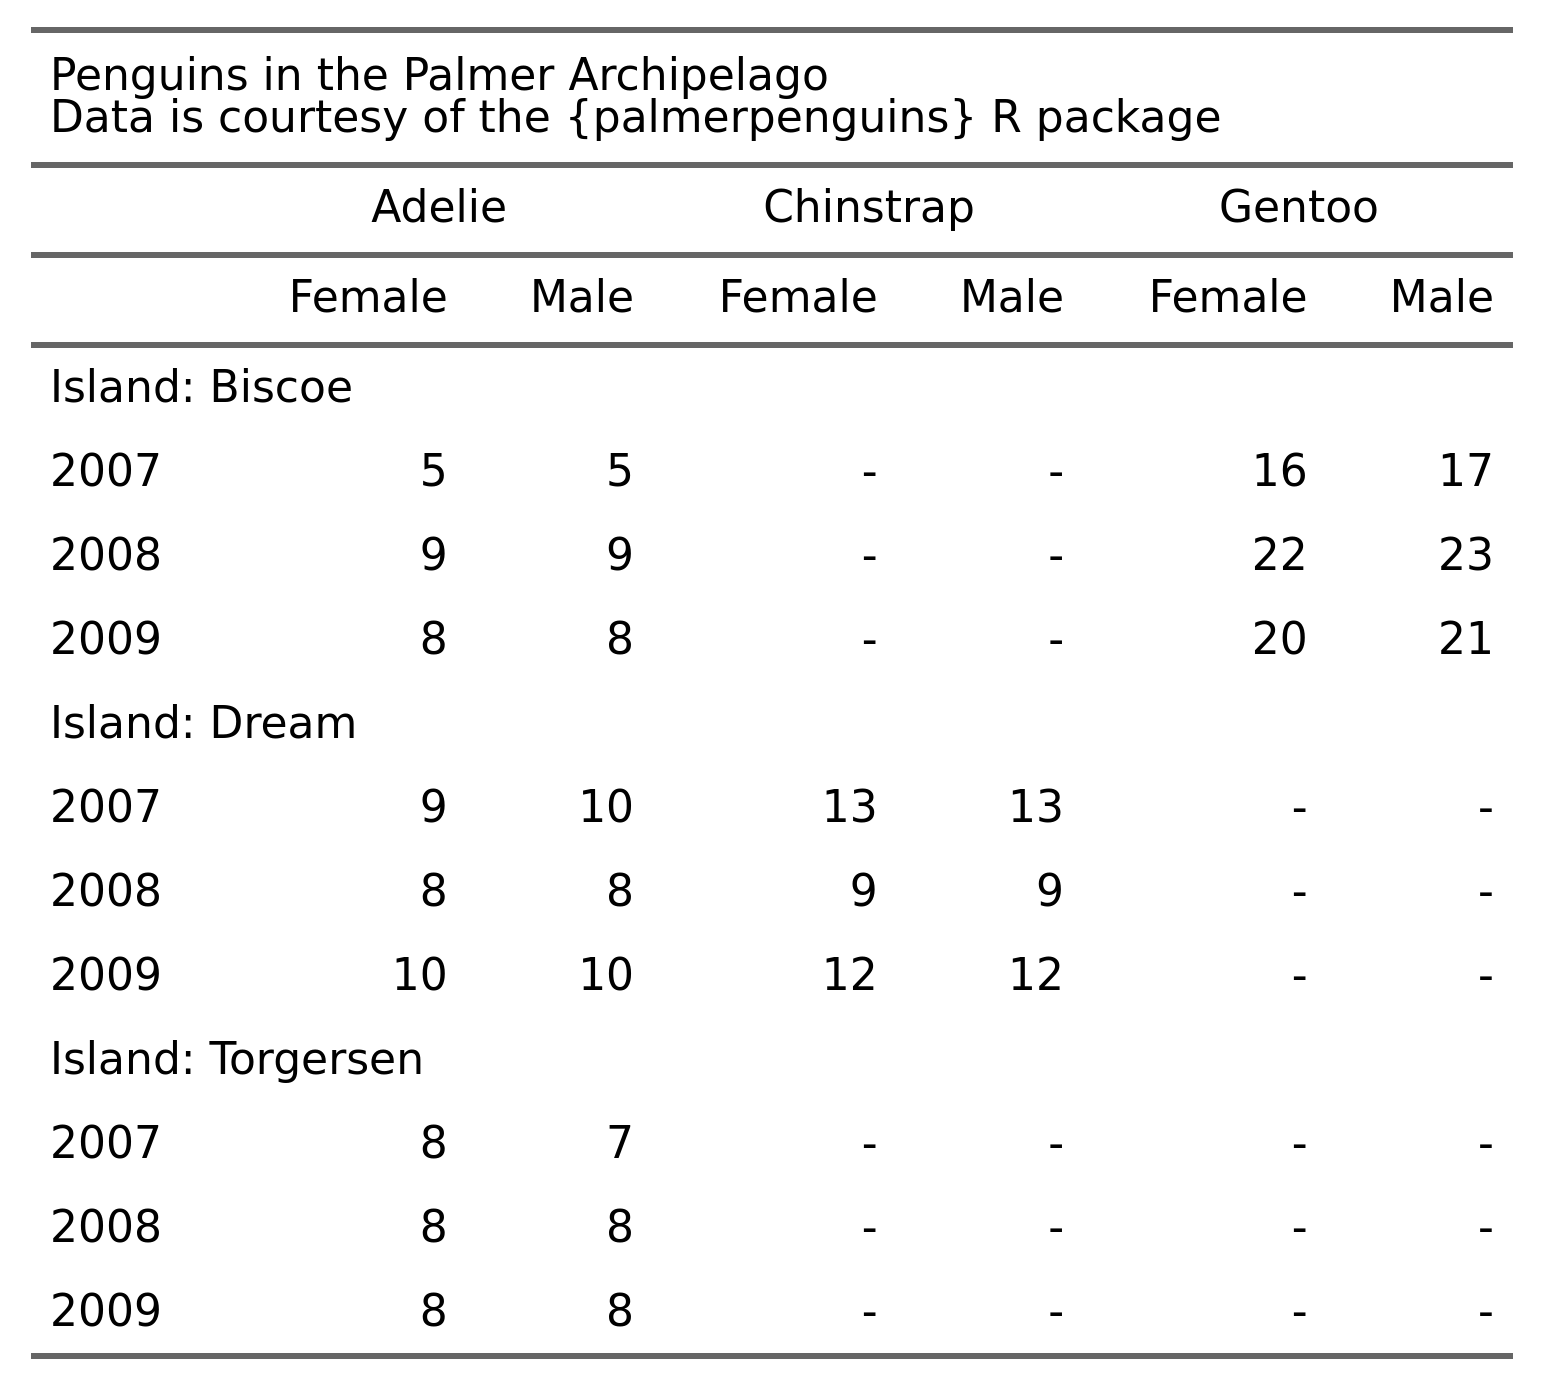 Penguins in the Palmer Archipelago
Data is courtesy of the {palmerpenguins} R package
Adelie Chinstrap Gentoo
Female Male Female Male Female Male
Island: Biscoe
2007 5 5 - - 16 17
2008 9 9 - - 22 23
2009 8 8 - - 20 21
Island: Dream
2007 9 10 13 13 - -
2008 8 8 9 9 - -
2009 10 10 12 12 - -
Island: Torgersen
2007 8 7 - - - -
2008 8 8 - - - -
2009 8 8 - - - -